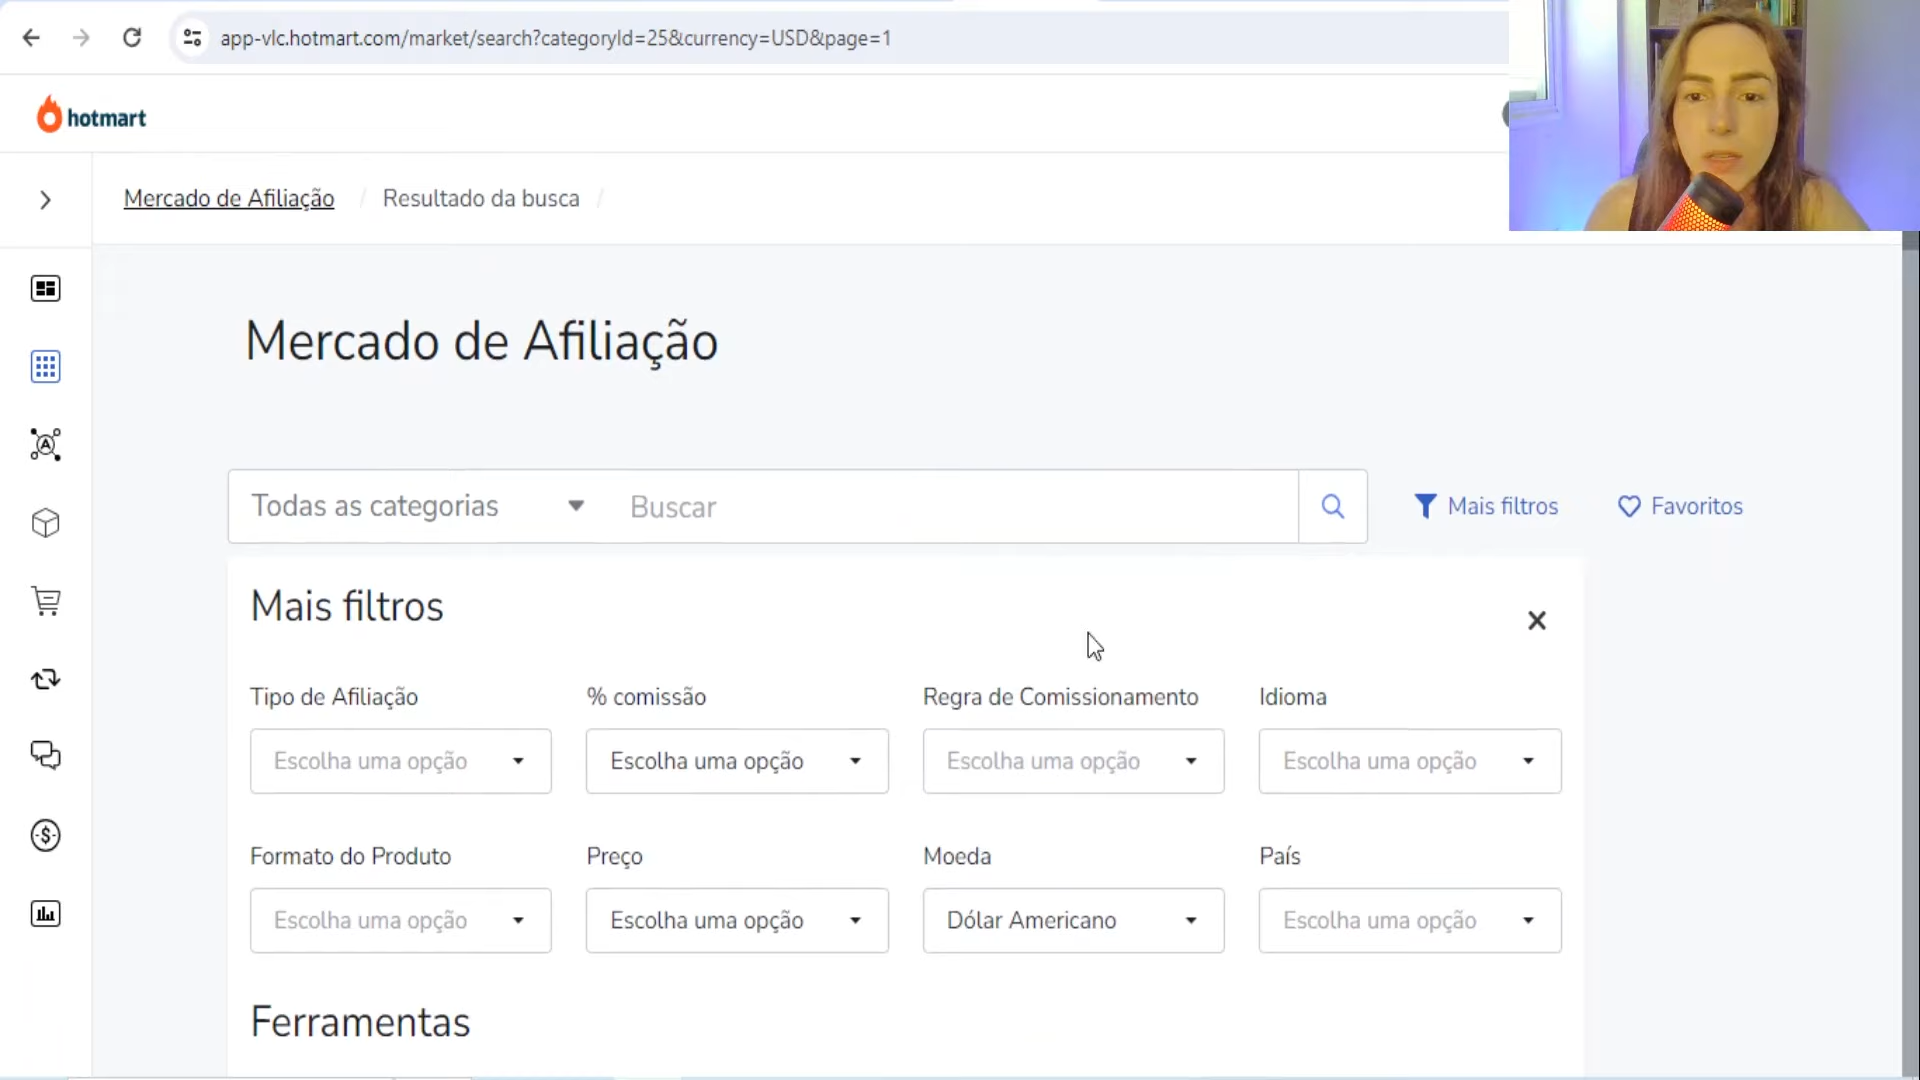 app-vlc.hotmart.com/market/search?categoryId=25&currency=USD&page=1
hotmart
Mercado de Afiliação / Resultado da busca /
Mercado de Afiliação
Todas as categorias Buscar Mais filtros Favoritos
Mais filtros
Tipo de Afiliação % comissão Regra de Comissionamento Idioma
Escolha uma opção Escolha uma opção Escolha uma opção Escolha uma opção
Formato do Produto Preço Moeda País
Escolha uma opção Escolha uma opção Dólar Americano Escolha uma opção
Ferramentas